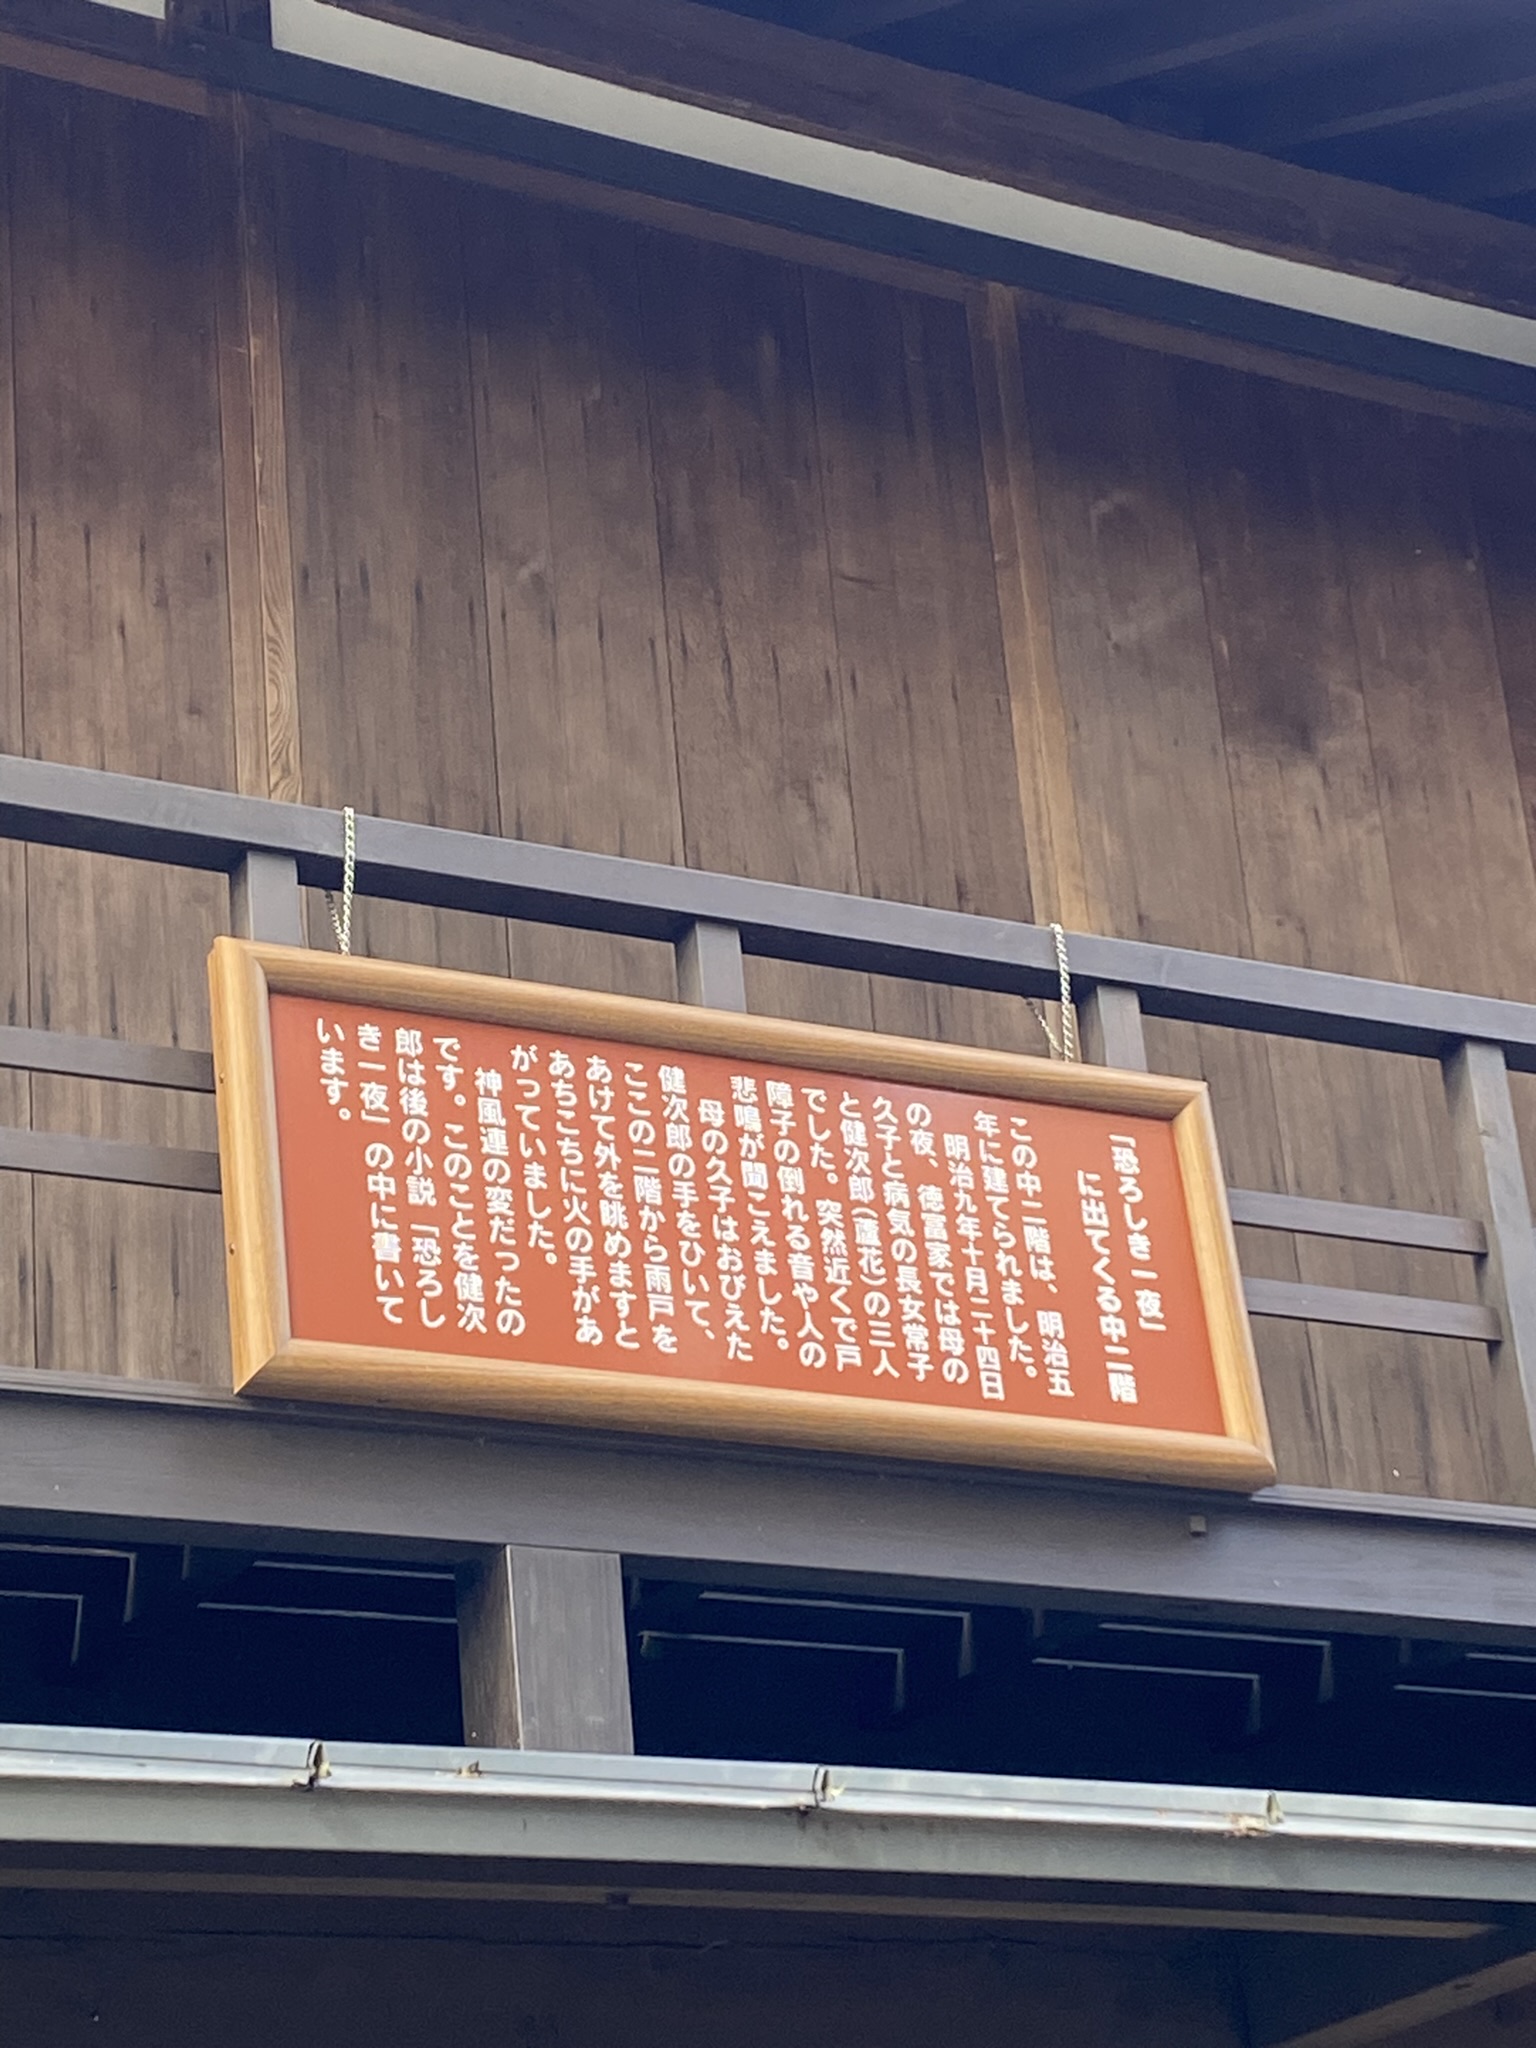 「恐ろしき一夜」
に出てくる中二階
この中二階は、明治五
年に建てられました。
明治九年十月二十四日
の夜、徳富家では母の
久子と病気の長女常子
と健次郎(蘆花)の三人
でした。突然近くで戸
障子の倒れる音や人の
悲鳴が聞こえました。
母の久子はおびえた
健次郎の手をひいて、
ここの二階から雨戸を
あけて外を眺めますと
あちこちに火の手があ
がっていました。
神風連の変だったの
です。このことを健次
郎は後の小説「恐ろし
き一夜」の中に書いて
います。